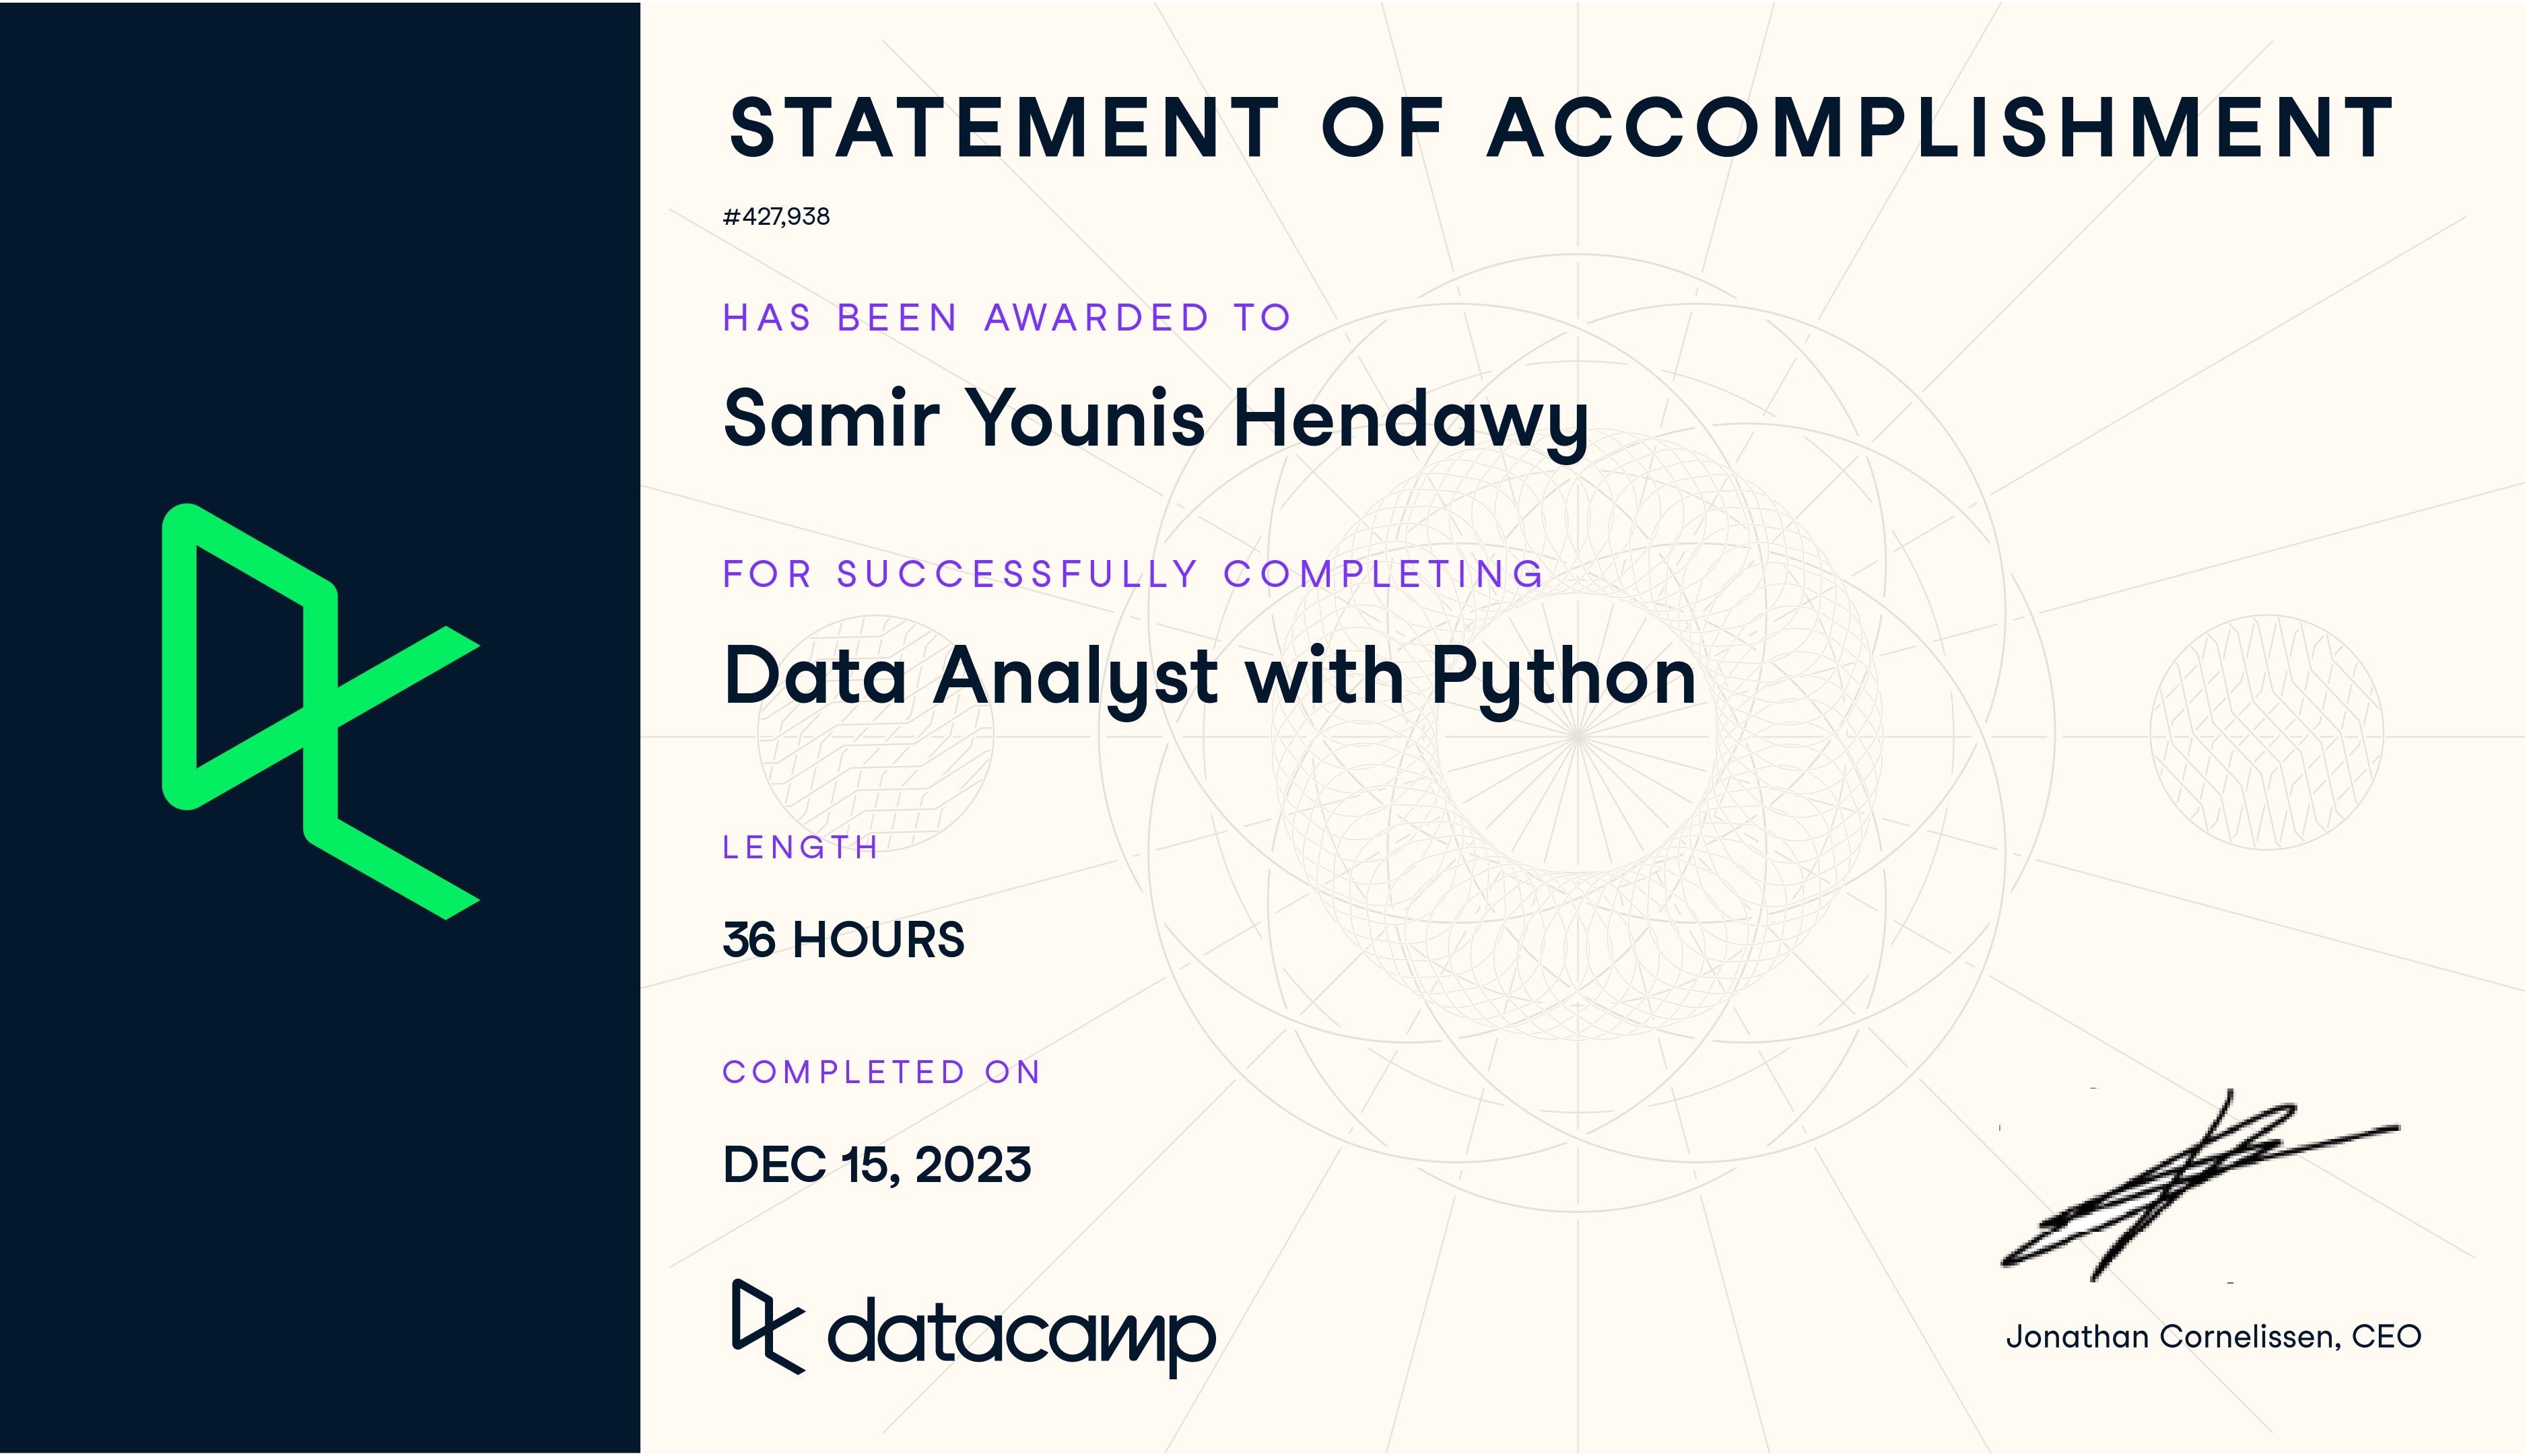 STATEMENT OF ACCOMPLISHMENT
#427,938
HAS BEEN AWARDED TO
Samir Younis Hendawy
FOR SUCCESSFULLY COMPLETING
Data Analyst with Python
LENGTH
36 HOURS
COMPLETED ON
DEC 15, 2023
datacamp
Jonathan Cornelissen, CEO